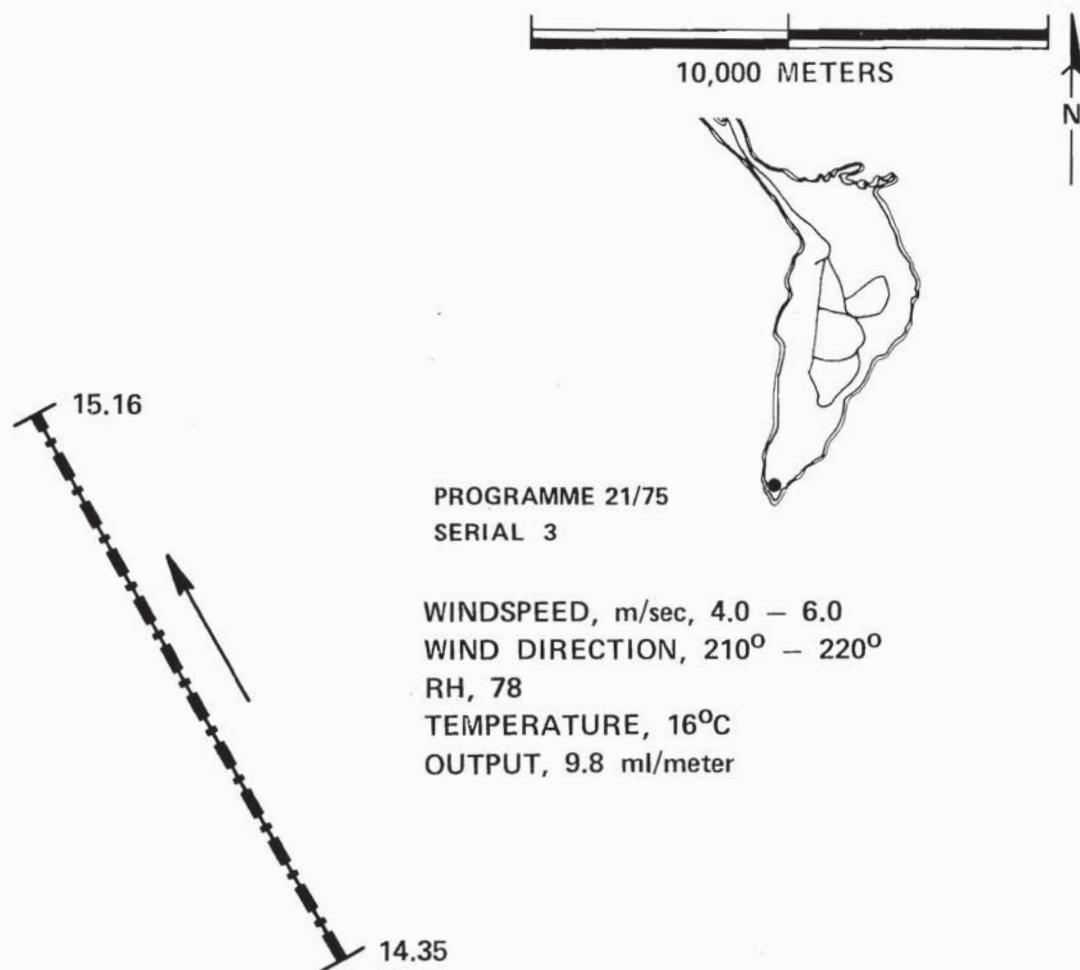 10,000 METERS
N
15.16
PROGRAMME 21/75
SERIAL 3
WINDSPEED, m/sec, 4.0 – 6.0
WIND DIRECTION, 210° – 220°
RH, 78
TEMPERATURE, 16°C
OUTPUT, 9.8 ml/meter
14.35